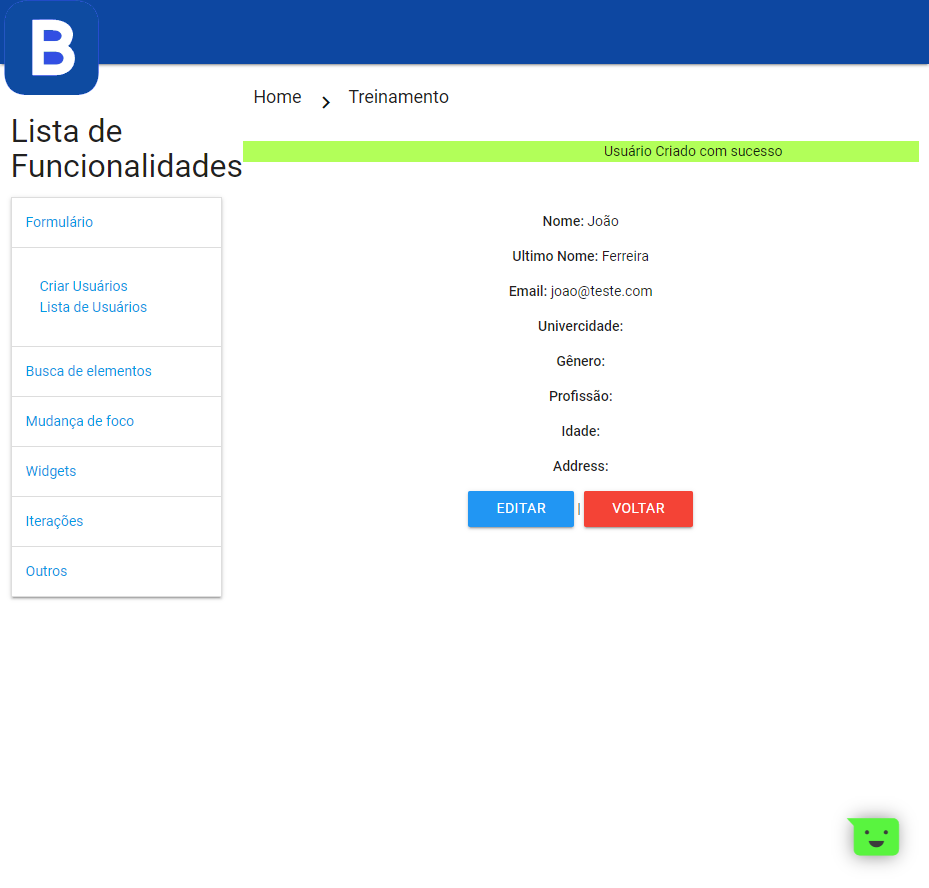 B
Home
Treinamento
Lista de
Funcionalidades
Usuário Criado com sucesso
Formulário
Criar Usuários
Lista de Usuários
Busca de elementos
Mudança de foco
Widgets
Iterações
Outros
Nome: João
Ultimo Nome: Ferreira
Email: joao@teste.com
Univercidade:
Gênero:
Profissão:
Idade:
Address:
EDITAR | VOLTAR